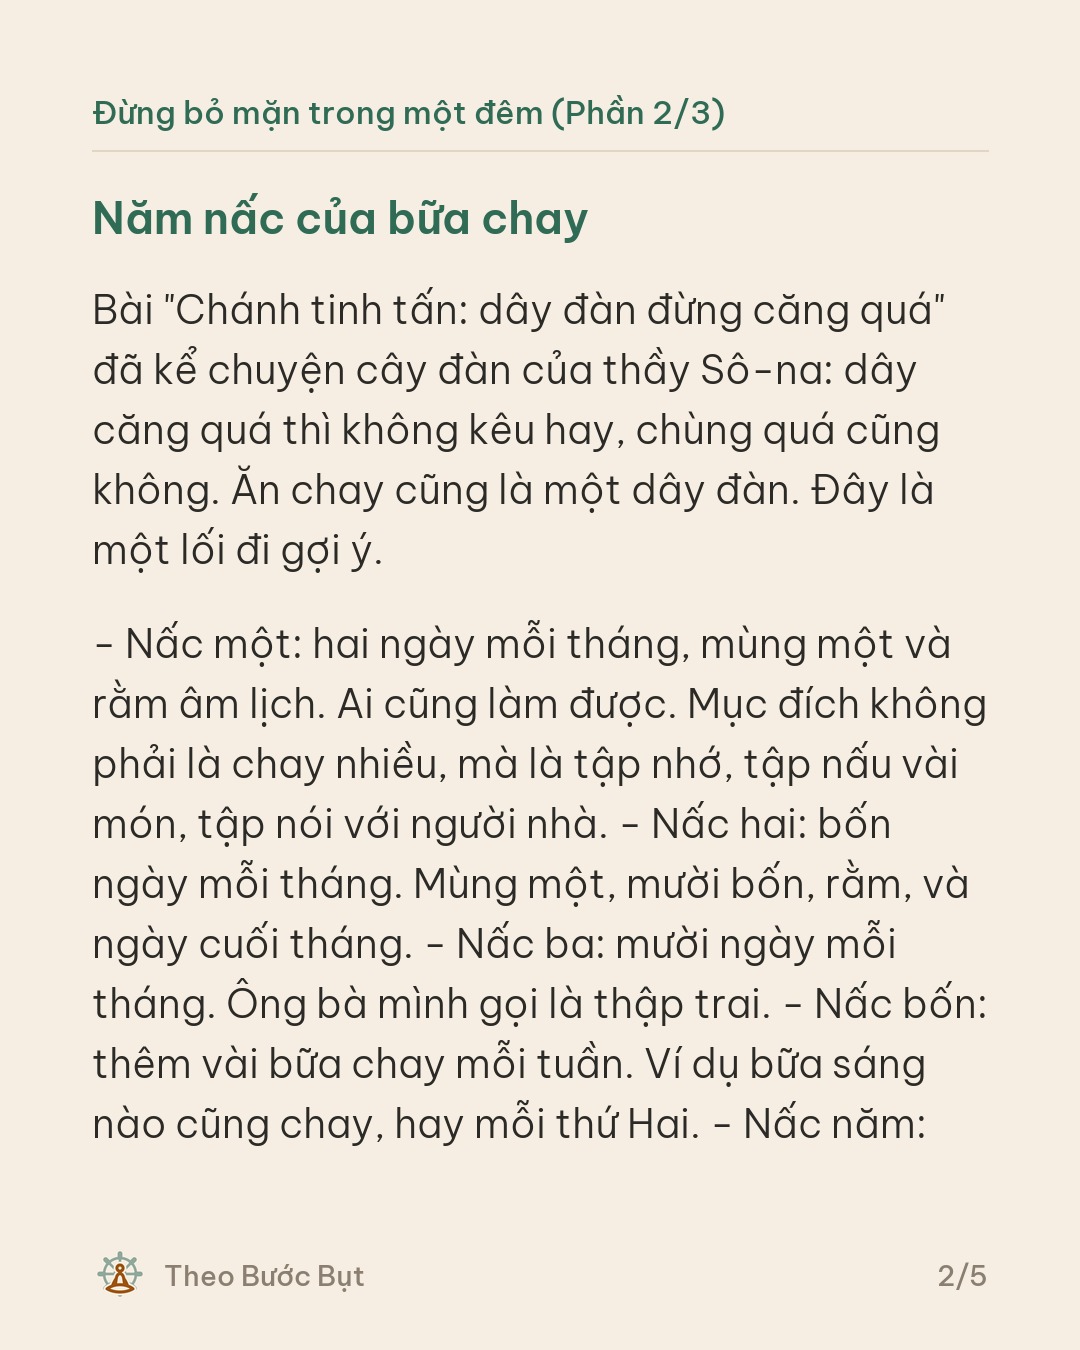 Đừng bỏ mặn trong một đêm (Phần 2/3)
Năm nấc của bữa chay
Bài "Chánh tinh tấn: dây đàn đừng căng quá"
đã kể chuyện cây đàn của thầy Sô-na: dây
căng quá thì không kêu hay, chùng quá cũng
không. Ăn chay cũng là một dây đàn. Đây là
một lối đi gợi ý.
- Nấc một: hai ngày mỗi tháng, mùng một và
rằm âm lịch. Ai cũng làm được. Mục đích không
phải là chay nhiều, mà là tập nhớ, tập nấu vài
món, tập nói với người nhà. - Nấc hai: bốn
ngày mỗi tháng. Mùng một, mười bốn, rằm, và
ngày cuối tháng. - Nấc ba: mười ngày mỗi
tháng. Ông bà mình gọi là thập trai. - Nấc bốn:
thêm vài bữa chay mỗi tuần. Ví dụ bữa sáng
nào cũng chay, hay mỗi thứ Hai. - Nấc năm:
Theo Bước Bụt
2/5